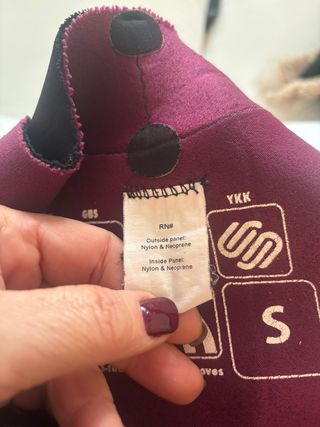 GBS
YKK
RN#
Outside panel:
Nylon & Neoprene
Inside Panel:
Nylon & Neoprene
S